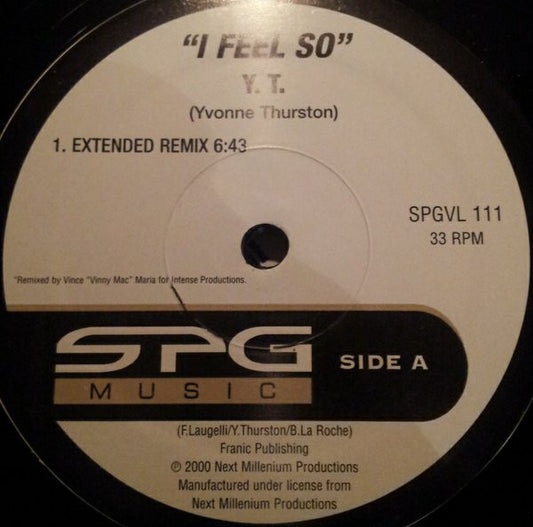 "I FEEL SO"
Y. T.
(Yvonne Thurston)
1. EXTENDED REMIX 6:43
SPGVL 111
33 RPM
"Remixed by Vince "Vinny Mac" Maria for Intense Productions.
SPG
MUSIC
SIDE A
(F.Laugelli/Y.Thurston/B.La Roche)
Franic Publishing
℗ 2000 Next Millenium Productions
Manufactured under license from
Next Millenium Productions